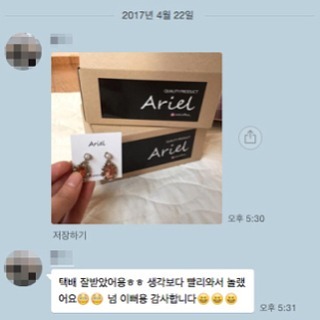 2017년 4월 22일
QUALITY PRODUCT
Ariel
QUALITY PRODUCT
Ariel
Ariel
오후 5:30
저장하기
택배 잘받았어용ㅎㅎ 생각보다 빨리와서 놀랬
어요 넘 이뻐용 감사합니다
오후 5:31